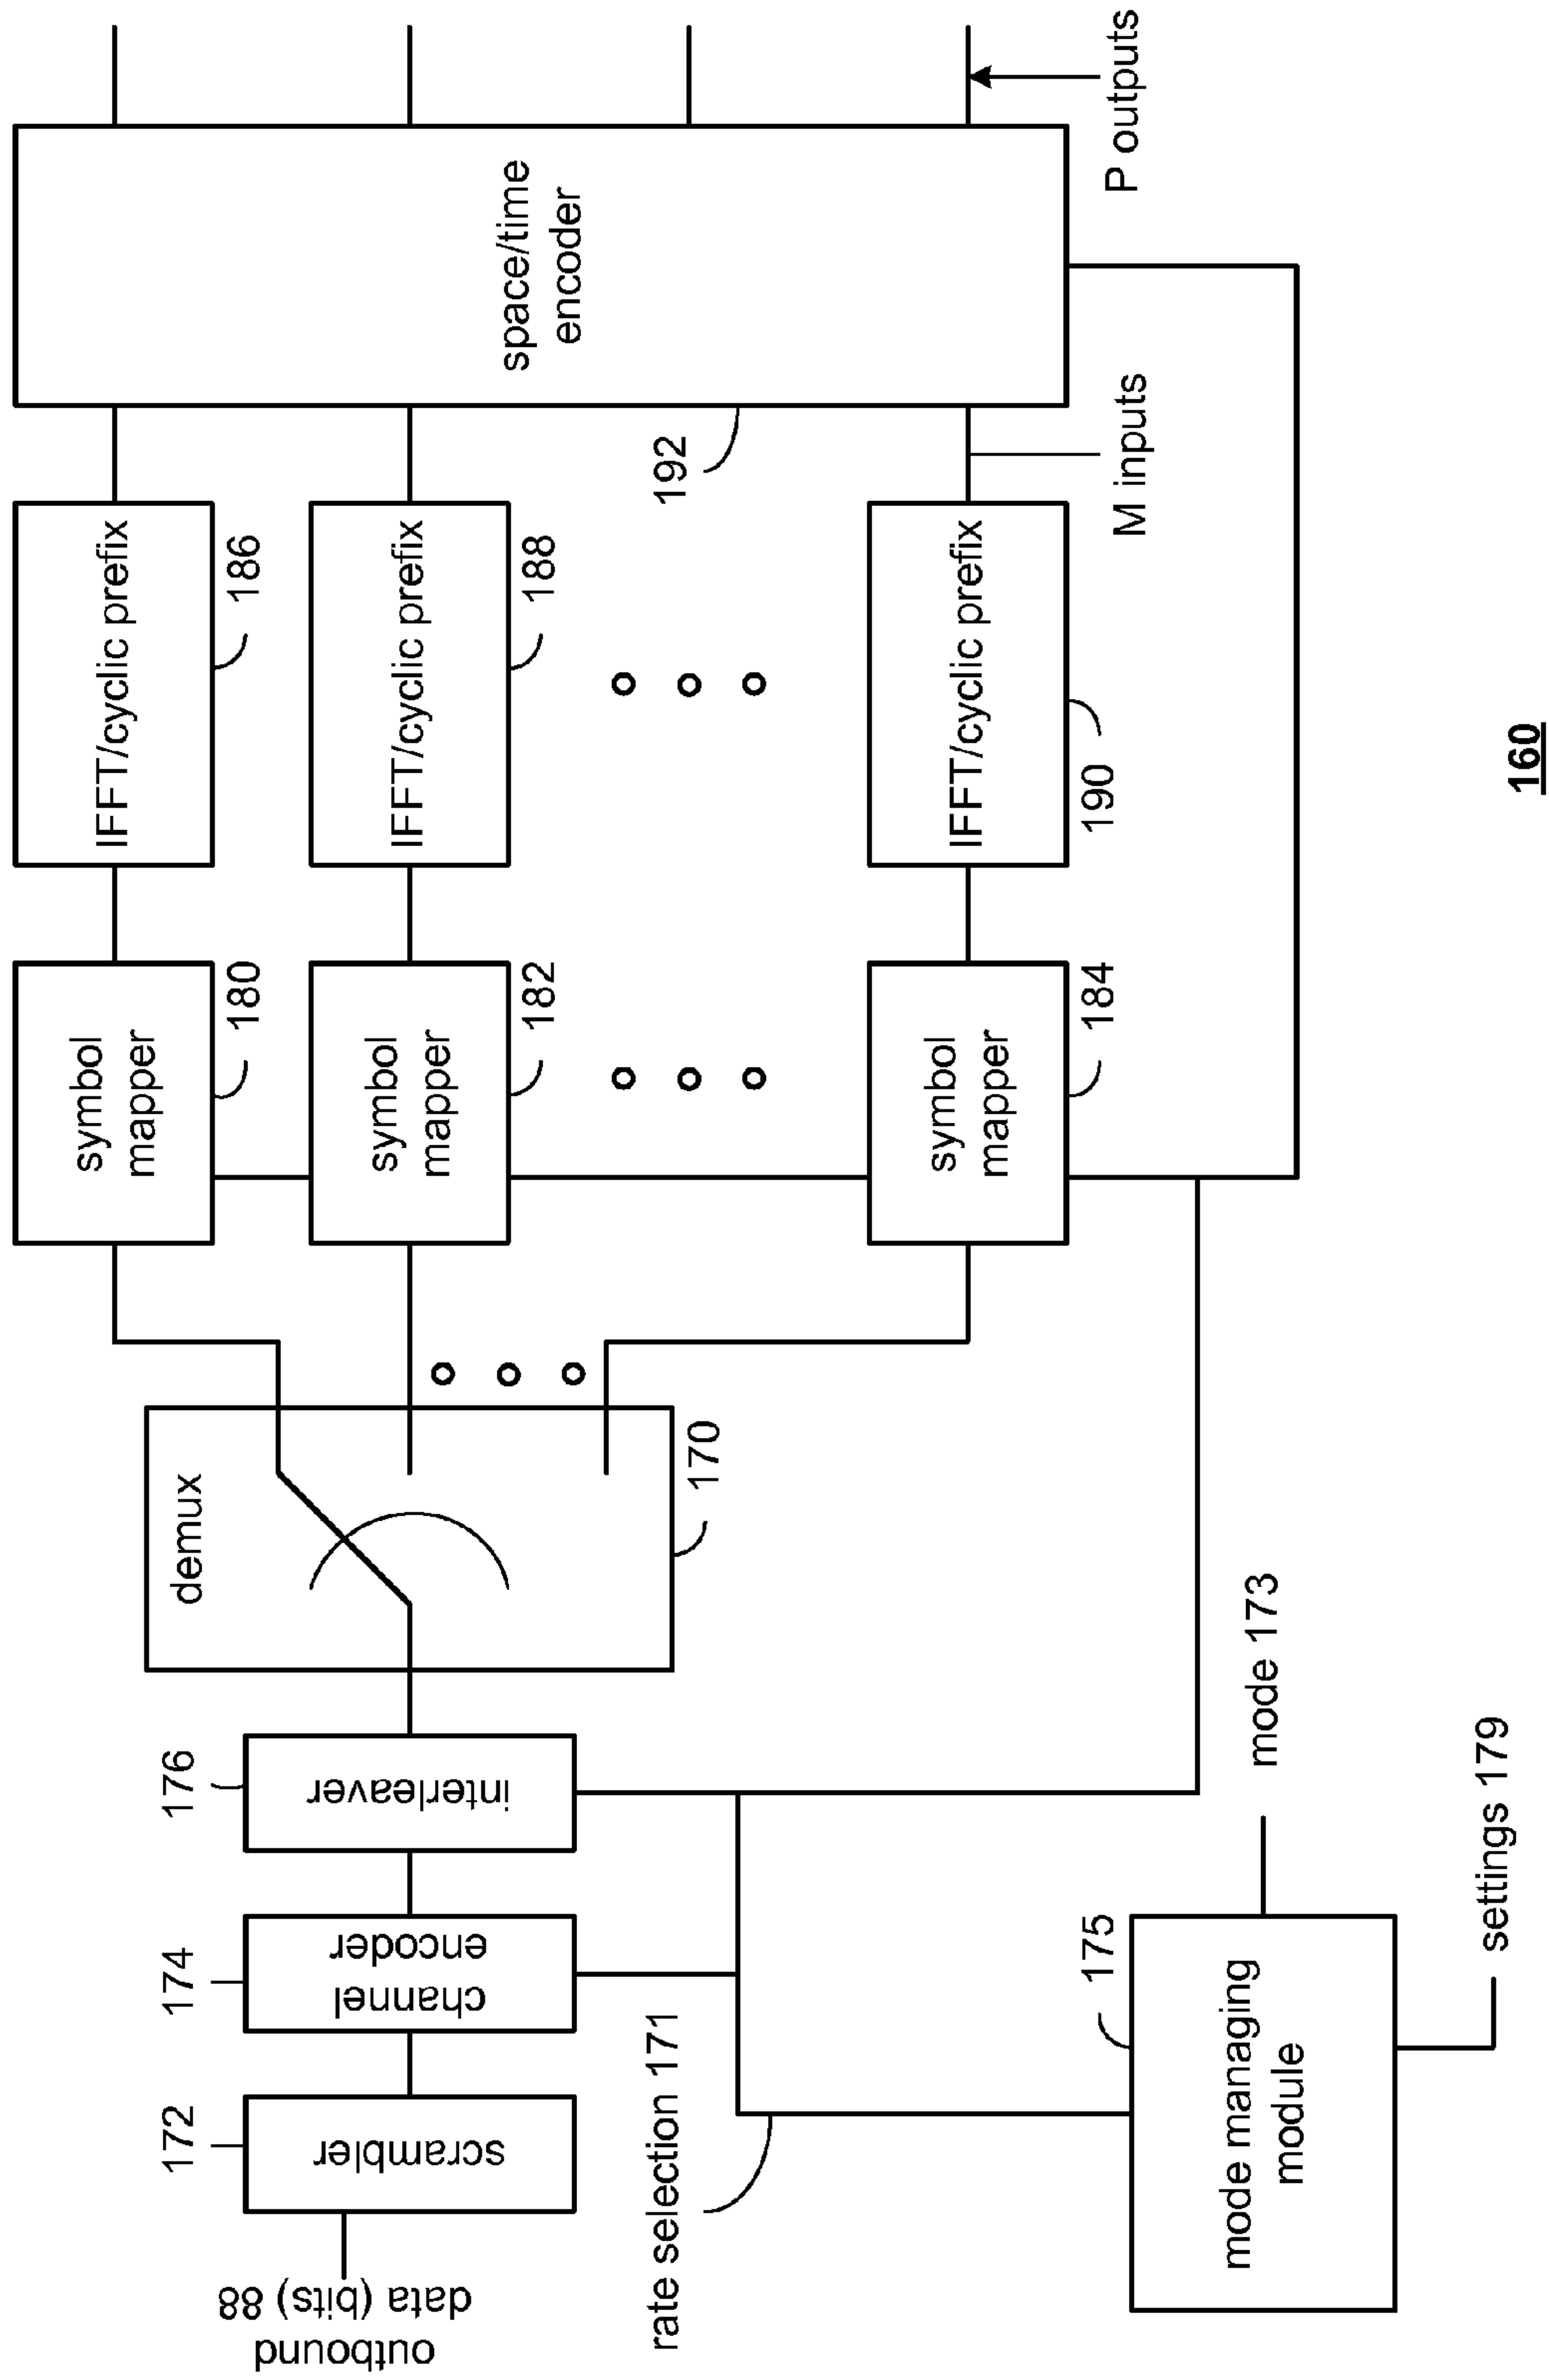 outbound
data (bits) 88
172
scrambler
174
channel
encoder
176
interleaver
demux
170
symbol
mapper
180
symbol
mapper
182
symbol
mapper
184
IFFT/cyclic prefix
186
IFFT/cyclic prefix
188
IFFT/cyclic prefix
190
M inputs
192
space/time
encoder
P outputs
rate selection 171
175
mode managing
module
mode 173
settings 179
160